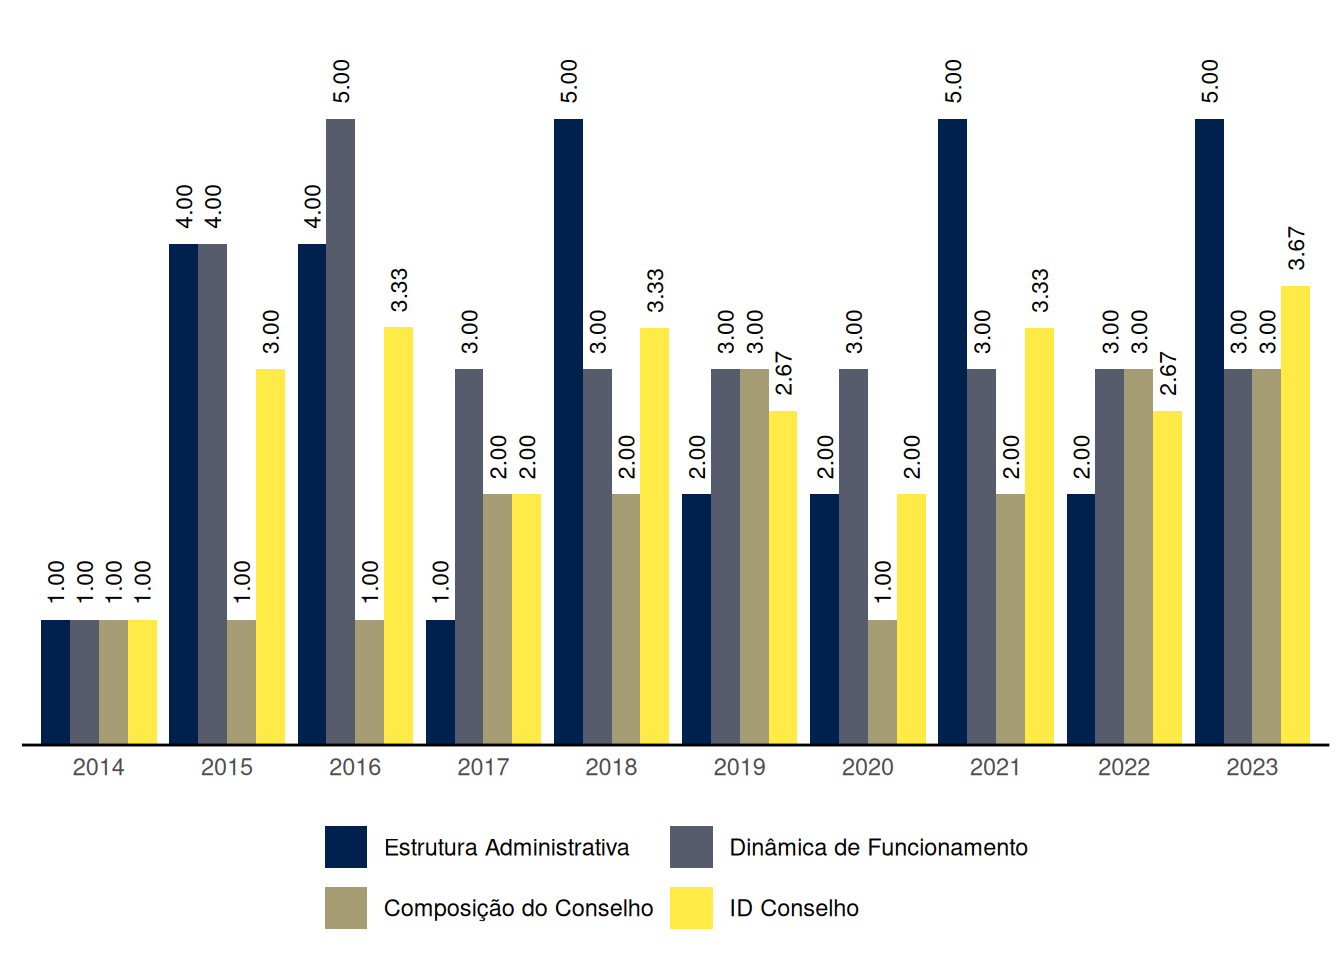 1.00 1.00 1.00 1.00
4.00 4.00 1.00 3.00
4.00 5.00 1.00 3.33
1.00 3.00 2.00 2.00
5.00 3.00 2.00 3.33
2.00 3.00 3.00 2.67
2.00 3.00 1.00 2.00
5.00 3.00 2.00 3.33
2.00 3.00 3.00 2.67
5.00 3.00 3.00 3.67
2014 2015 2016 2017 2018 2019 2020 2021 2022 2023
Estrutura Administrativa Dinâmica de Funcionamento
Composição do Conselho ID Conselho